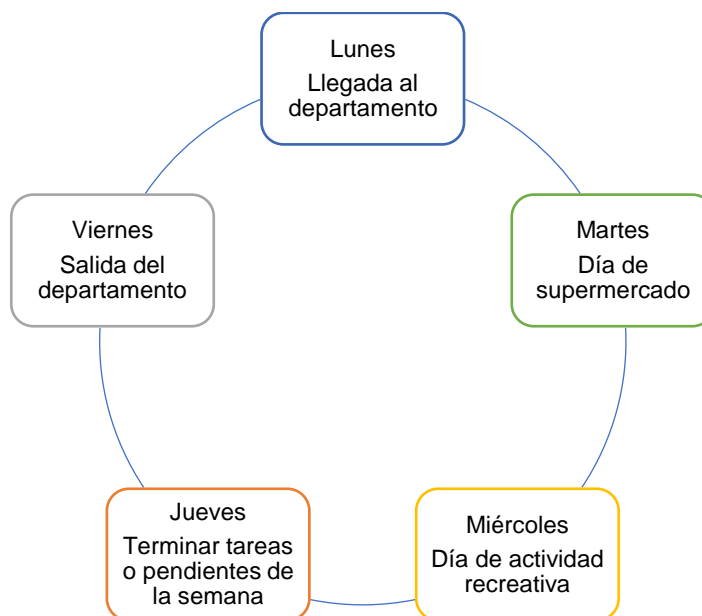 Lunes
Llegada al
departamento
Martes
Día de
supermercado
Miércoles
Día de actividad
recreativa
Jueves
Terminar tareas
o pendientes de
la semana
Viernes
Salida del
departamento